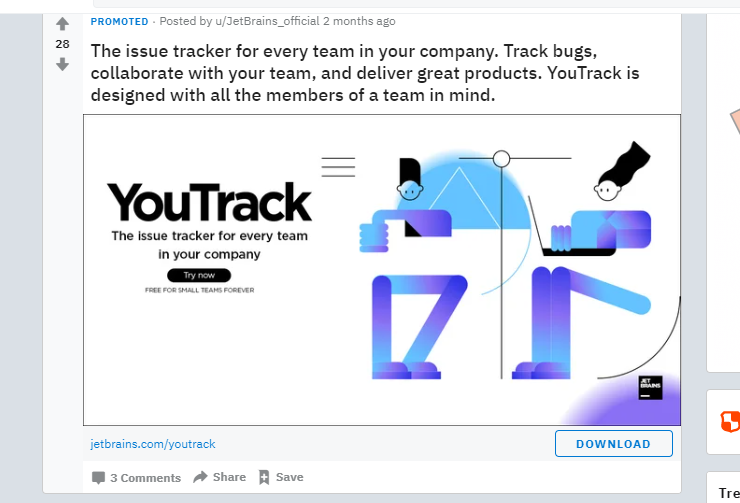 PROMOTED · Posted by u/JetBrains_official 2 months ago
28
The issue tracker for every team in your company. Track bugs,
collaborate with your team, and deliver great products. YouTrack is
designed with all the members of a team in mind.
YouTrack
The issue tracker for every team
in your company
Try now
FREE FOR SMALL TEAMS FOREVER
JET
BRAINS
jetbrains.com/youtrack
DOWNLOAD
3 Comments Share Save
Tre